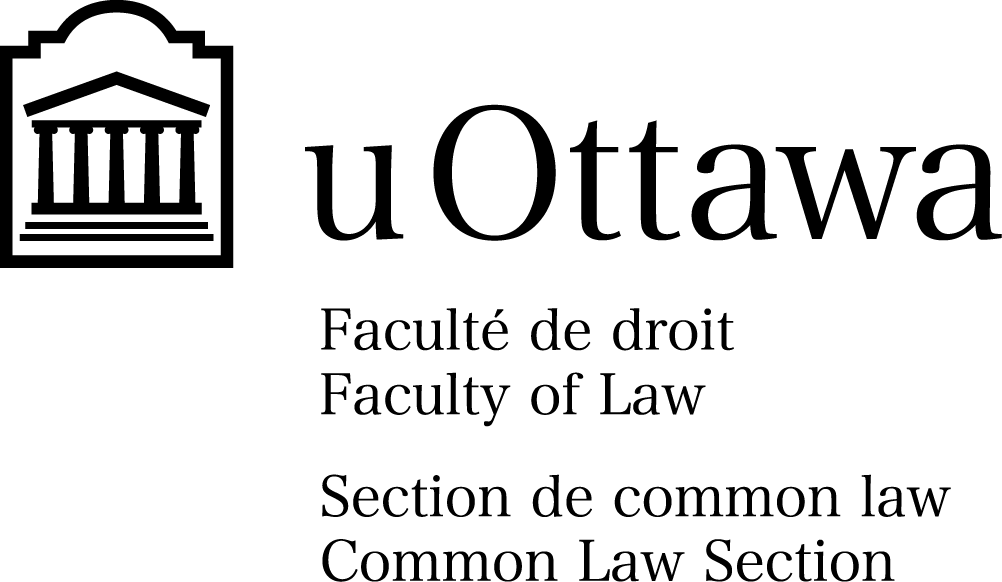 uOttawa
Faculté de droit
Faculty of Law
Section de common law
Common Law Section